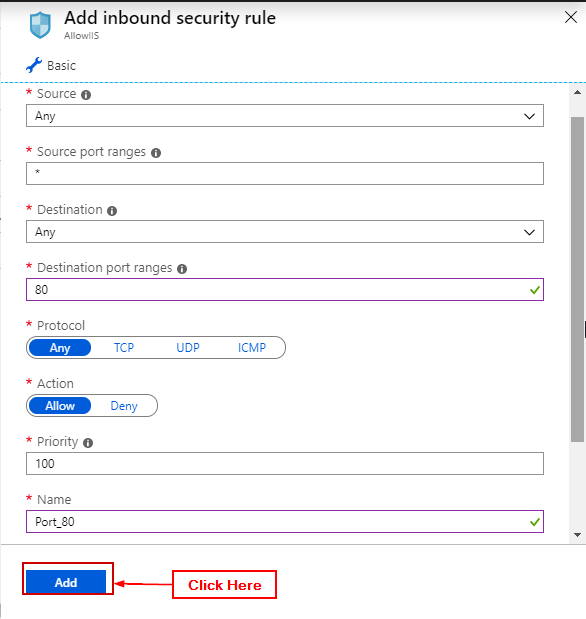 Add inbound security rule
AllowIIS
Basic
* Source
Any
* Source port ranges
*
* Destination
Any
* Destination port ranges
80
* Protocol
Any TCP UDP ICMP
* Action
Allow Deny
* Priority
100
* Name
Port_80
Add
Click Here